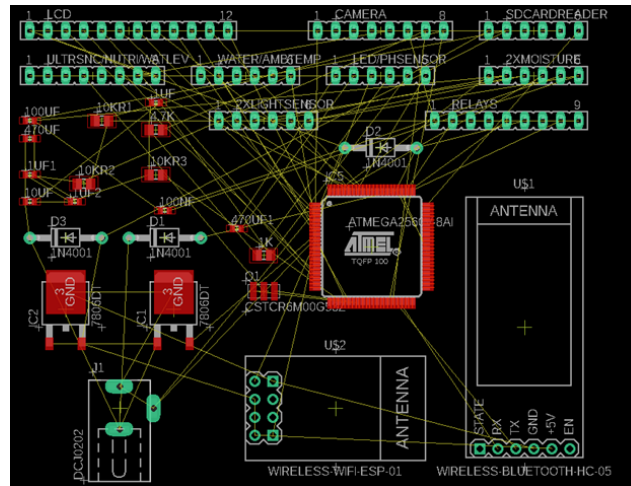 1 LCD 12
1 CAMERA 8
1 SDCARDREADER 6
1 ULTRSNC/NUTRI/WATLEV
1 WATER/AMBTEMP
1 LED/PHSENSOR
1 2XMOISTURE
1UF
100UF
10KR1
470UF
4.7K
1 2XLIGHTSENSOR
1 RELAYS 9
D2
1N4001
1UF1
10KR2
10KR3
10UF
1UF2
100NF
470UF1
1K
ATMEL
TQFP 100
U$1
ANTENNA
D3
1N4001
D1
1N4001
3
GND
7806DT
IC2
3
GND
7806DT
IC1
Q1
J1
DCJ0202
U$2
ANTENNA
WIRELESS-WIFI-ESP-01
STATE
RX
TX
GND
+5V
EN
WIRELESS-BLUETOOTH-HC-05